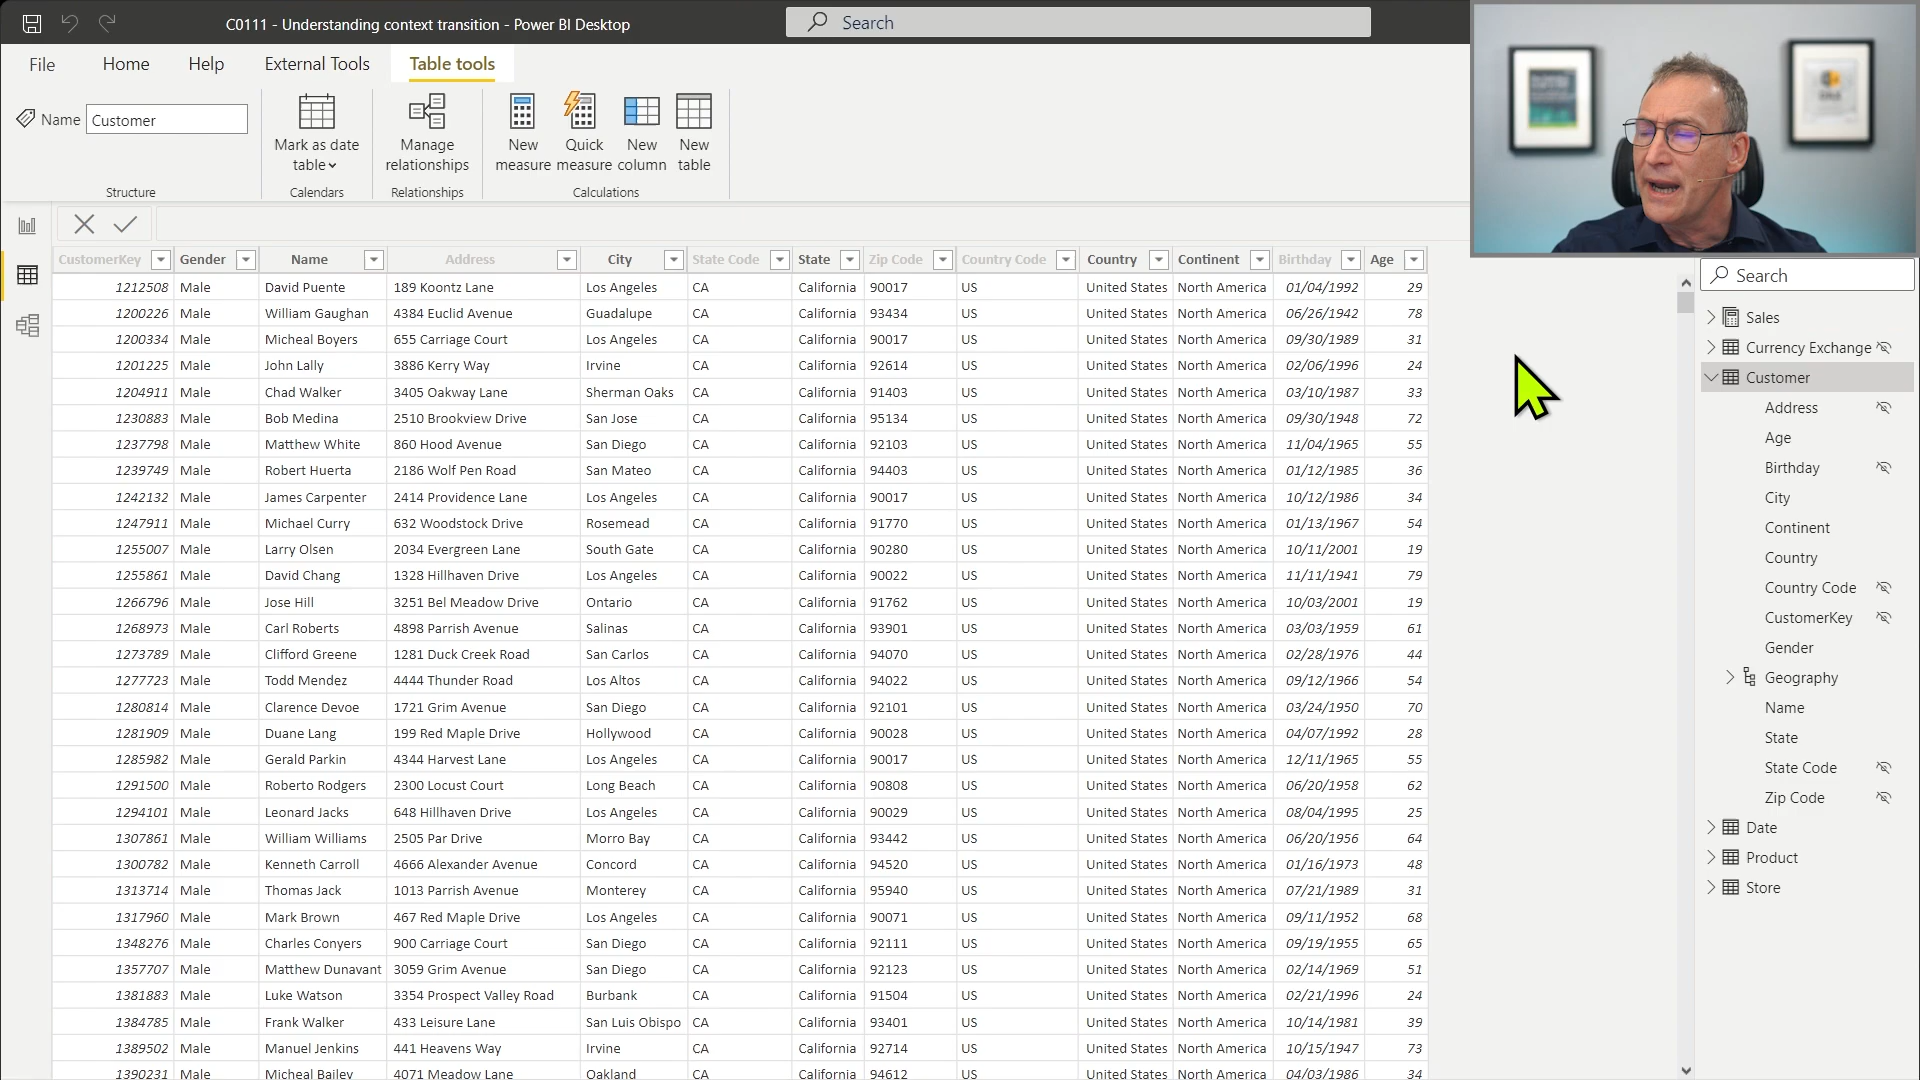 C0111 - Understanding context transition - Power BI Desktop
Search
File Home Help External Tools Table tools
Name Customer
Mark as date table
Manage relationships
New measure
Quick measure
New column
New table
Structure Calendars Relationships Calculations
CustomerKey Gender Name Address City State Code State Zip Code Country Code Country Continent Birthday Age
1212508 Male David Puente 189 Koontz Lane Los Angeles CA California 90017 US United States North America 01/04/1992 29
1200226 Male William Gaughan 4384 Euclid Avenue Guadalupe CA California 93434 US United States North America 06/26/1942 78
1200334 Male Micheal Boyers 655 Carriage Court Los Angeles CA California 90017 US United States North America 09/30/1989 31
1201225 Male John Lally 3886 Kerry Way Irvine CA California 92614 US United States North America 02/06/1996 24
1204911 Male Chad Walker 3405 Oakway Lane Sherman Oaks CA California 91403 US United States North America 03/10/1987 33
1230883 Male Bob Medina 2510 Brookview Drive San Jose CA California 95134 US United States North America 09/30/1948 72
1237798 Male Matthew White 860 Hood Avenue San Diego CA California 92103 US United States North America 11/04/1965 55
1239749 Male Robert Huerta 2186 Wolf Pen Road San Mateo CA California 94403 US United States North America 01/12/1985 36
1242132 Male James Carpenter 2414 Providence Lane Los Angeles CA California 90017 US United States North America 10/12/1986 34
1247911 Male Michael Curry 632 Woodstock Drive Rosemead CA California 91770 US United States North America 01/13/1967 54
1255007 Male Larry Olsen 2034 Evergreen Lane South Gate CA California 90280 US United States North America 10/11/2001 19
1255861 Male David Chang 1328 Hillhaven Drive Los Angeles CA California 90022 US United States North America 11/11/1941 79
1266796 Male Jose Hill 3251 Bel Meadow Drive Ontario CA California 91762 US United States North America 10/03/2001 19
1268973 Male Carl Roberts 4898 Parrish Avenue Salinas CA California 93901 US United States North America 03/03/1959 61
1273789 Male Clifford Greene 1281 Duck Creek Road San Carlos CA California 94070 US United States North America 02/28/1976 44
1277723 Male Todd Mendez 4444 Thunder Road Los Altos CA California 94022 US United States North America 09/12/1966 54
1280814 Male Clarence Devoe 1721 Grim Avenue San Diego CA California 92101 US United States North America 03/24/1950 70
1281909 Male Duane Lang 199 Red Maple Drive Hollywood CA California 90028 US United States North America 04/07/1992 28
1285982 Male Gerald Parkin 4344 Harvest Lane Los Angeles CA California 90017 US United States North America 12/11/1965 55
1291500 Male Roberto Rodgers 2300 Locust Court Long Beach CA California 90808 US United States North America 06/20/1958 62
1294101 Male Leonard Jacks 648 Hillhaven Drive Los Angeles CA California 90029 US United States North America 08/04/1995 25
1307861 Male William Williams 2505 Par Drive Morro Bay CA California 93442 US United States North America 06/20/1956 64
1300782 Male Kenneth Carroll 4666 Alexander Avenue Concord CA California 94520 US United States North America 01/16/1973 48
1313714 Male Thomas Jack 1013 Parrish Avenue Monterey CA California 95940 US United States North America 07/21/1989 31
1317960 Male Mark Brown 467 Red Maple Drive Los Angeles CA California 90071 US United States North America 09/11/1952 68
1348276 Male Charles Conyers 900 Carriage Court San Diego CA California 92111 US United States North America 09/19/1955 65
1357707 Male Matthew Dunavant 3059 Grim Avenue San Diego CA California 92123 US United States North America 02/14/1969 51
1381883 Male Luke Watson 3354 Prospect Valley Road Burbank CA California 91504 US United States North America 02/21/1996 24
1384785 Male Frank Walker 433 Leisure Lane San Luis Obispo CA California 93401 US United States North America 10/14/1981 39
1389502 Male Manuel Jenkins 441 Heavens Way Irvine CA California 92714 US United States North America 10/15/1947 73
1390231 Male Micheal Bailey 4071 Meadow Lane Oakland CA California 94612 US United States North America 04/03/1986 34
Search
Sales
Currency Exchange
Customer
Address
Age
Birthday
City
Continent
Country
Country Code
CustomerKey
Gender
Geography
Name
State
State Code
Zip Code
Date
Product
Store